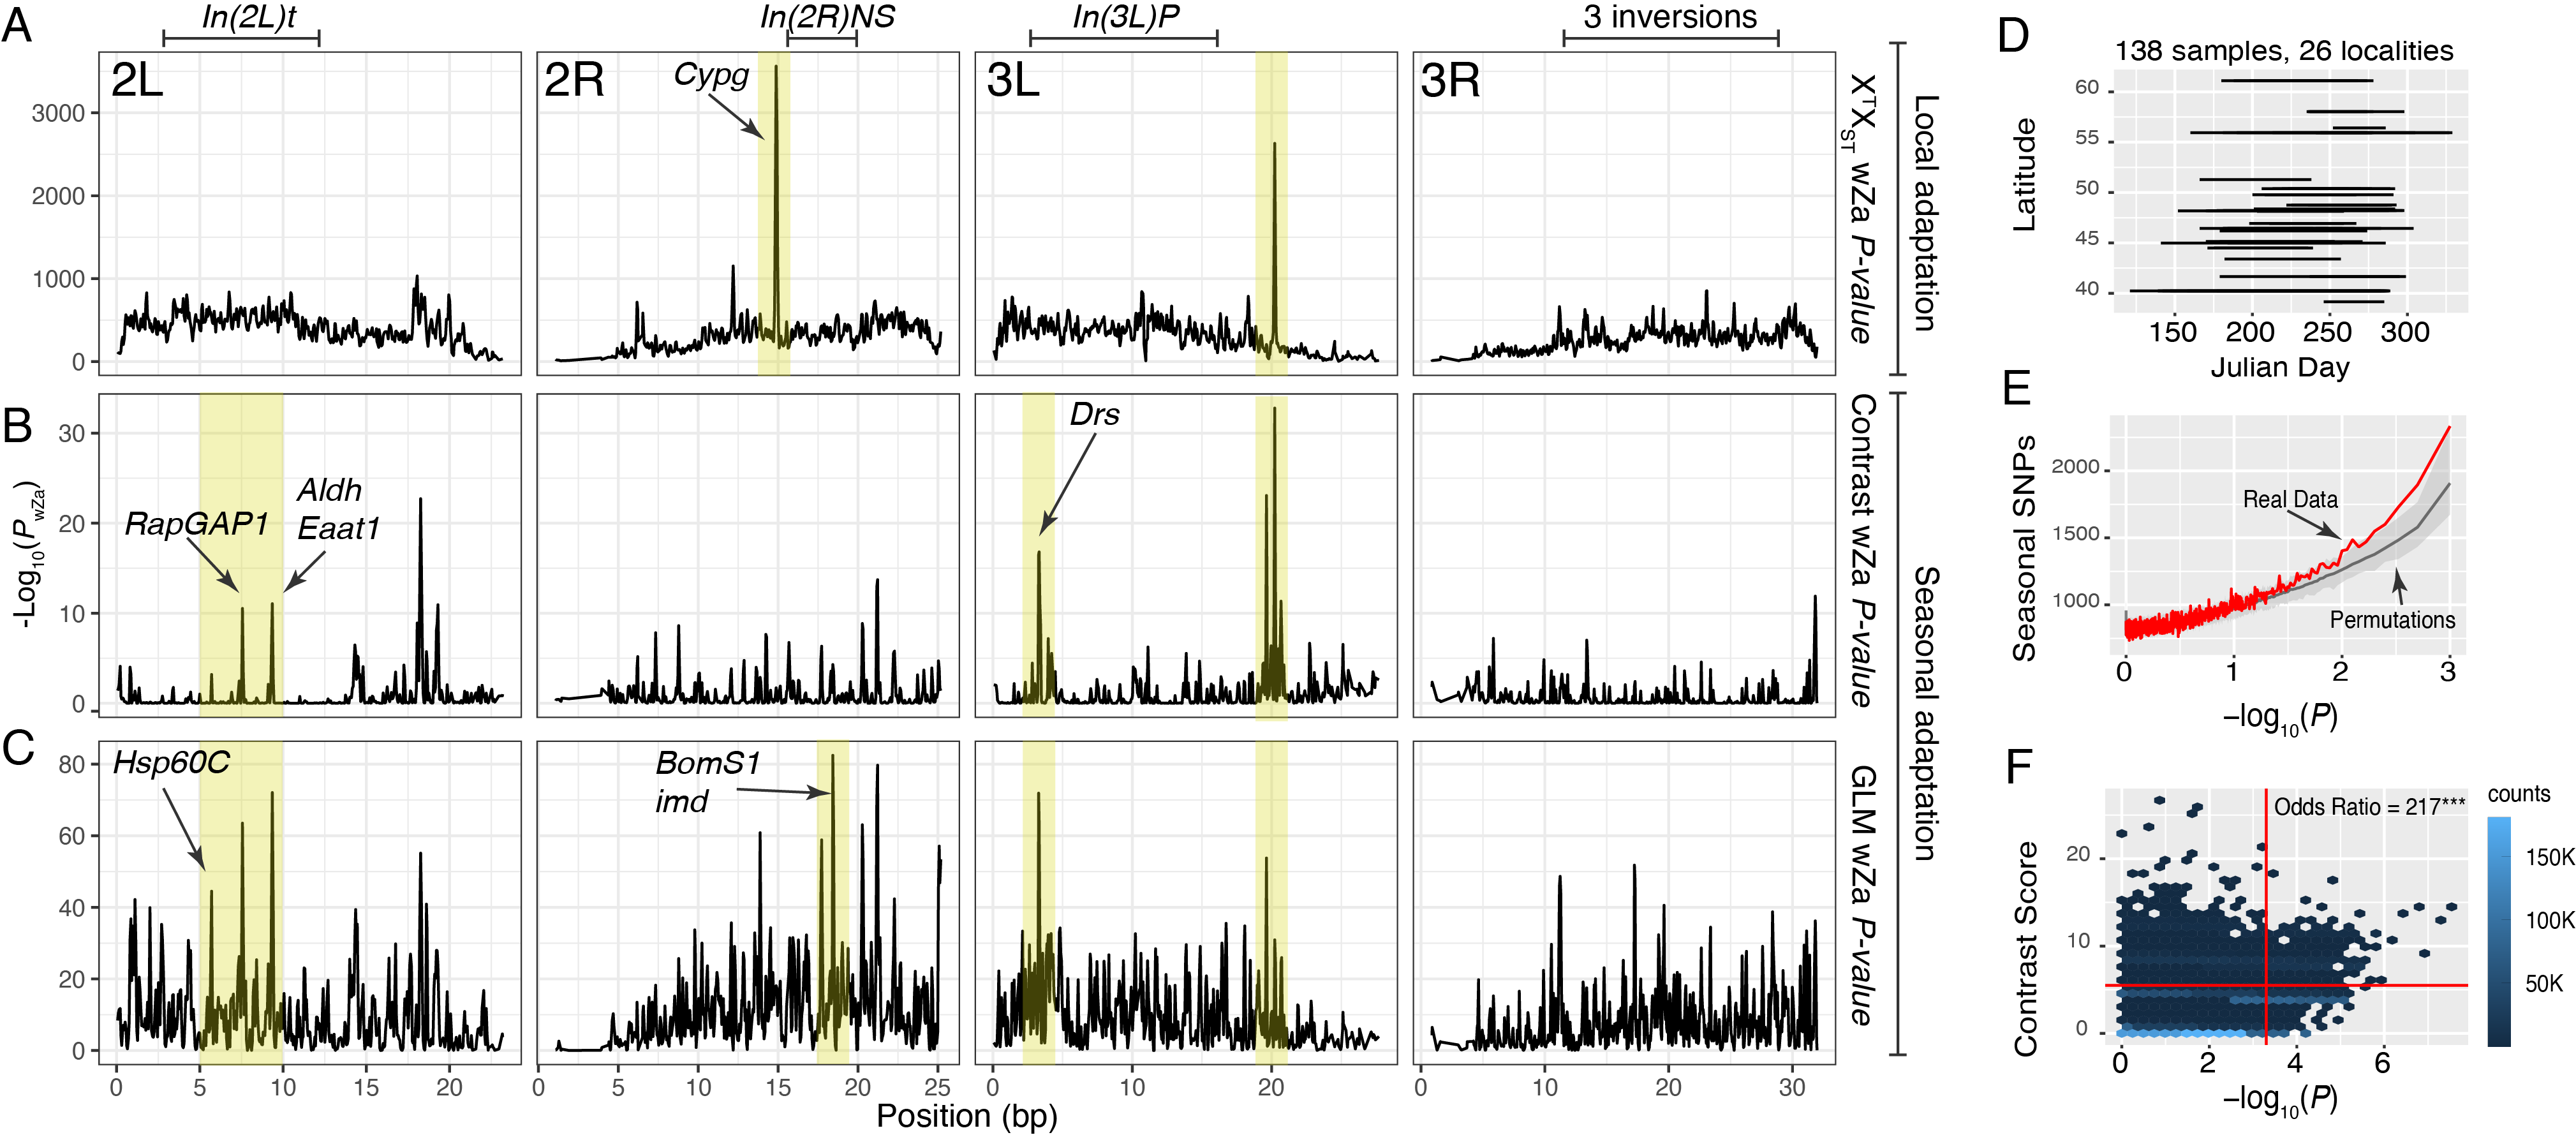 A
In(2L)t
In(2R)NS
In(3L)P
3 inversions
2L
2R
3L
3R
Cypg
3000
2000
1000
0
XᵀX_ST wZa P-value
Local adaptation
B
RapGAP1
Aldh
Eaat1
Drs
30
20
10
0
-Log₁₀(P_wZa)
Contrast wZa P-value
Seasonal adaptation
C
Hsp60C
BomS1
imd
80
60
40
20
0
GLM wZa P-value
0 5 10 15 20
0 5 10 15 20 25
0 10 20
0 10 20 30
Position (bp)
D
138 samples, 26 localities
60
55
50
45
40
Latitude
150 200 250 300
Julian Day
E
2000
1500
1000
Seasonal SNPs
Real Data
Permutations
0 1 2 3
−log₁₀(P)
F
Odds Ratio = 217***
counts
150K
100K
50K
20
10
0
Contrast Score
0 2 4 6
−log₁₀(P)